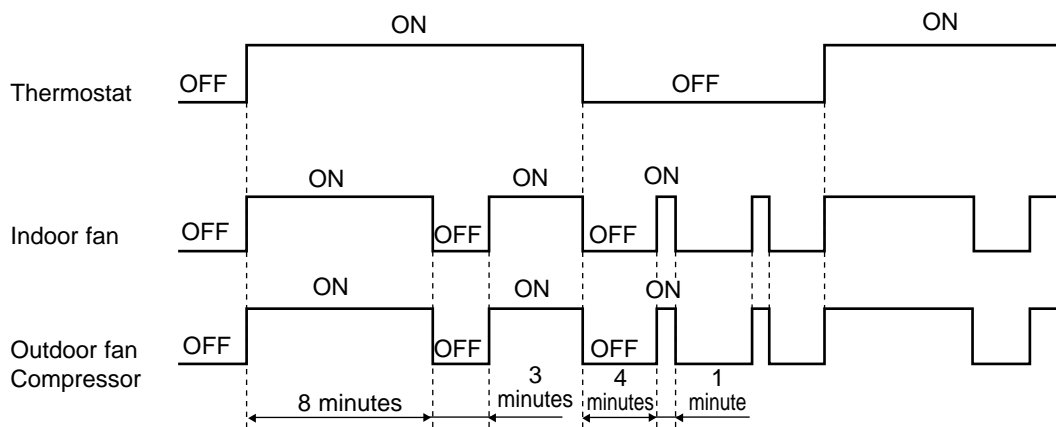 ON
ON
OFF
OFF
Thermostat
ON
ON
ON
Indoor fan
OFF
OFF
OFF
ON
ON
ON
Outdoor fan
OFF
OFF
OFF
Compressor
3
4
1
8 minutes
minutes
minutes
minute